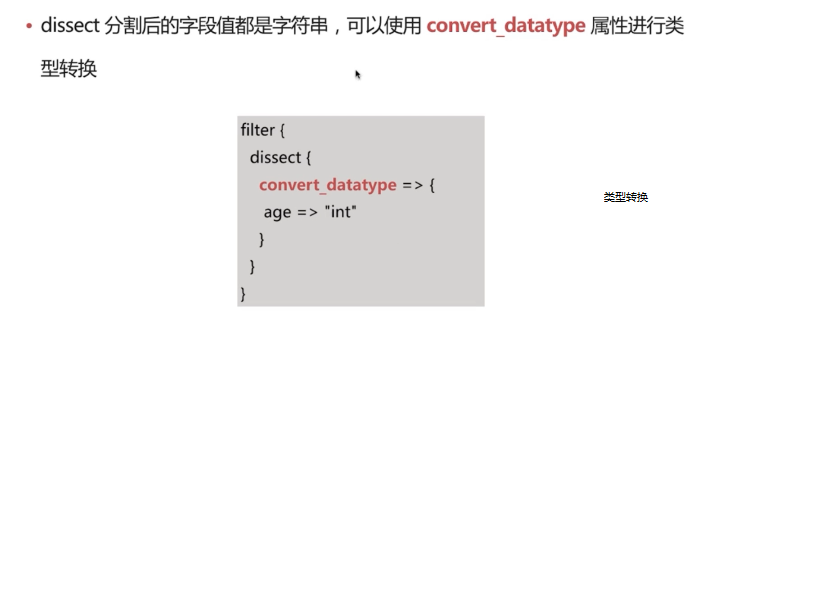 • dissect 分割后的字段值都是字符串，可以使用 convert_datatype 属性进行类
型转换
filter {
dissect {
convert_datatype => {
age => "int"
}
}
}
类型转换